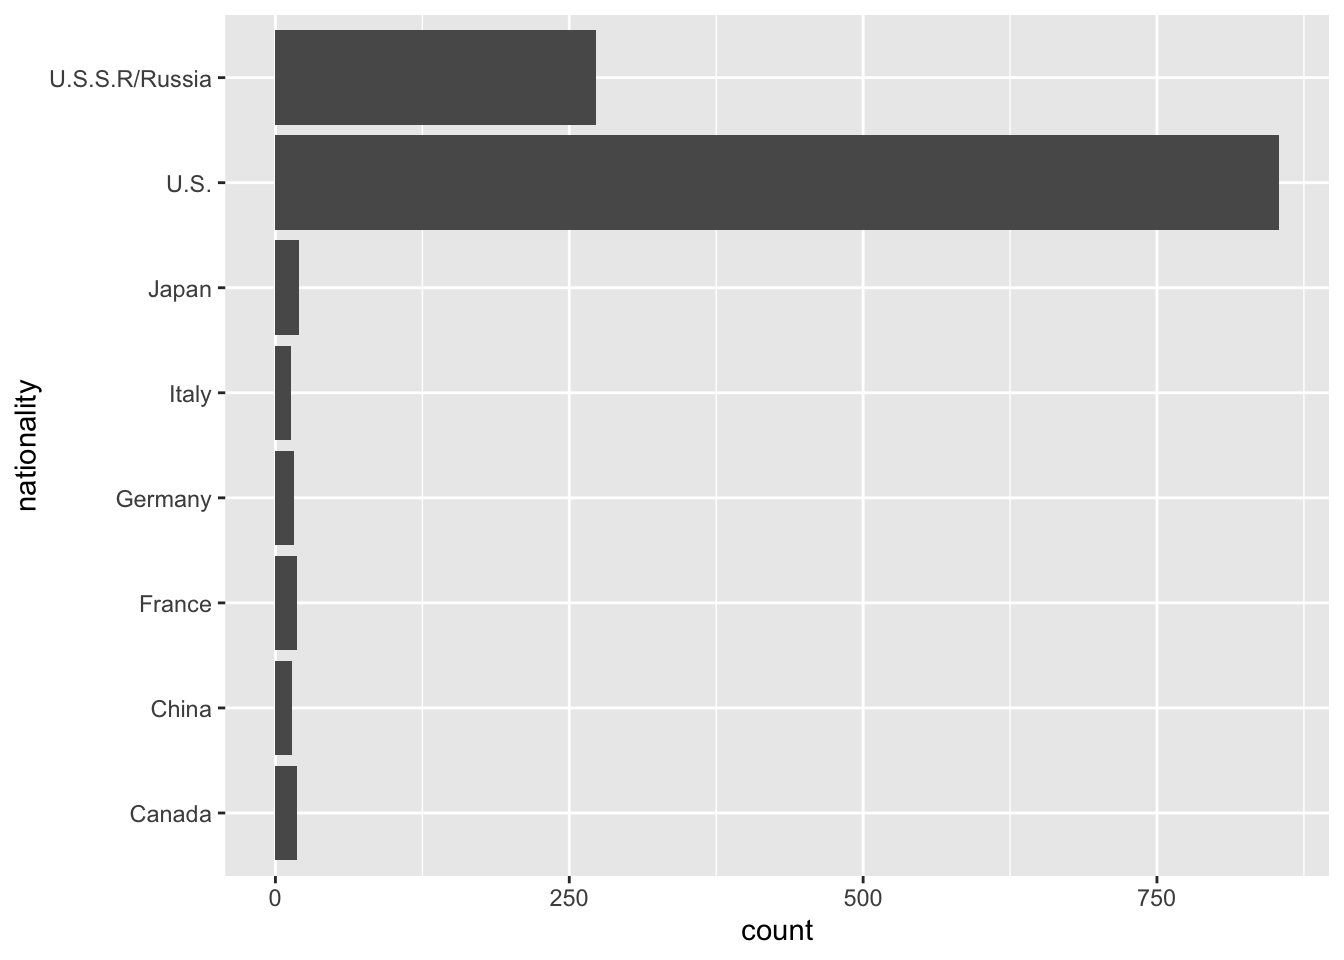 nationality
U.S.S.R/Russia
U.S.
Japan
Italy
Germany
France
China
Canada
0 250 500 750
count